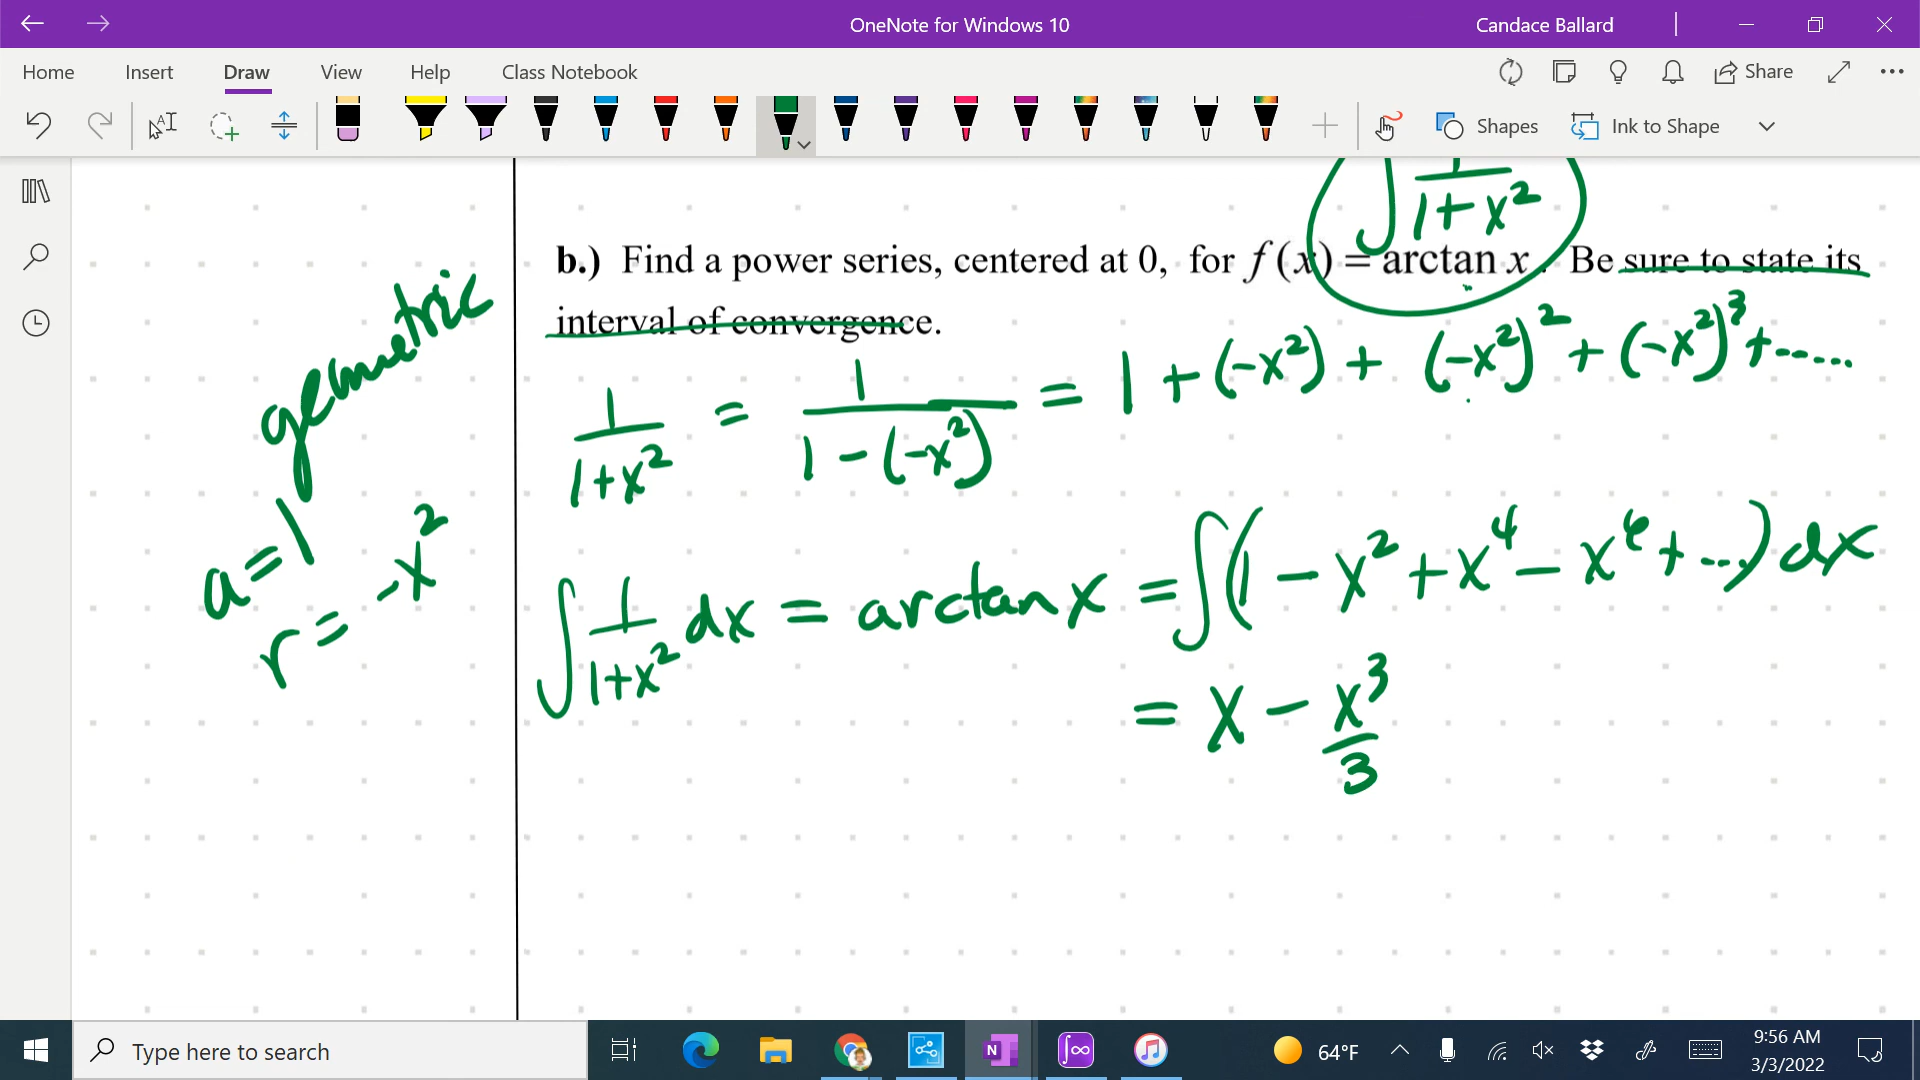 OneNote for Windows 10
Candace Ballard
Home Insert Draw View Help Class Notebook
Share
Shapes Ink to Shape
∫ 1/(1+x²)
b.) Find a power series, centered at 0, for f(x) = arctan x. Be sure to state its
interval of convergence.
geometric
a=1
r= -x²
1/(1+x²) = 1/(1-(-x²)) = 1 + (-x²) + (-x²)² + (-x²)³ + .....
∫ 1/(1+x²) dx = arctan x = ∫(1 - x² + x⁴ - x⁶ + ...) dx
= x - x³/3
Type here to search
N
64°F
9:56 AM
3/3/2022